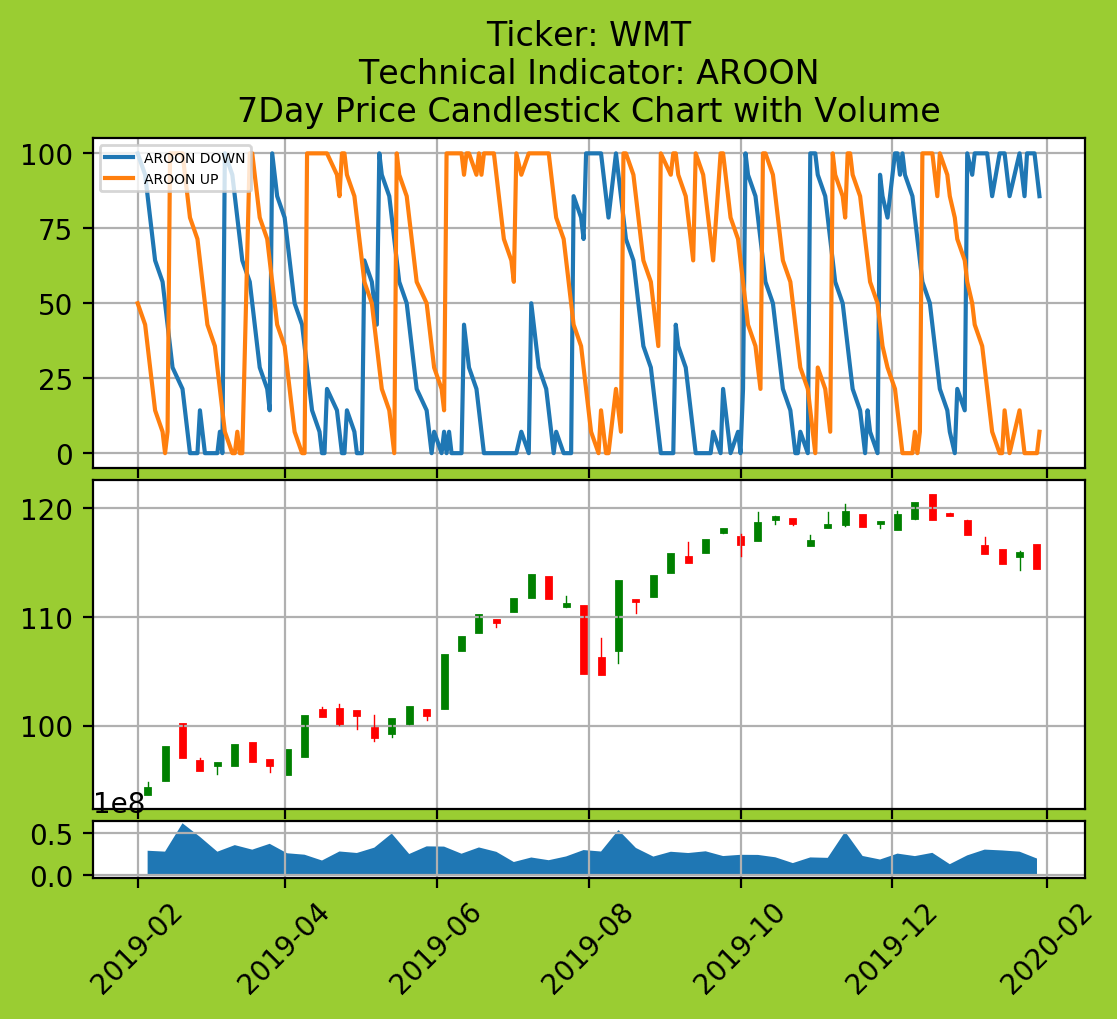 Ticker: WMT
Technical Indicator: AROON
7Day Price Candlestick Chart with Volume
100
75
50
25
0
AROON DOWN
AROON UP
120
110
100
1e8
0.5
0.0
2019-02
2019-04
2019-06
2019-08
2019-10
2019-12
2020-02